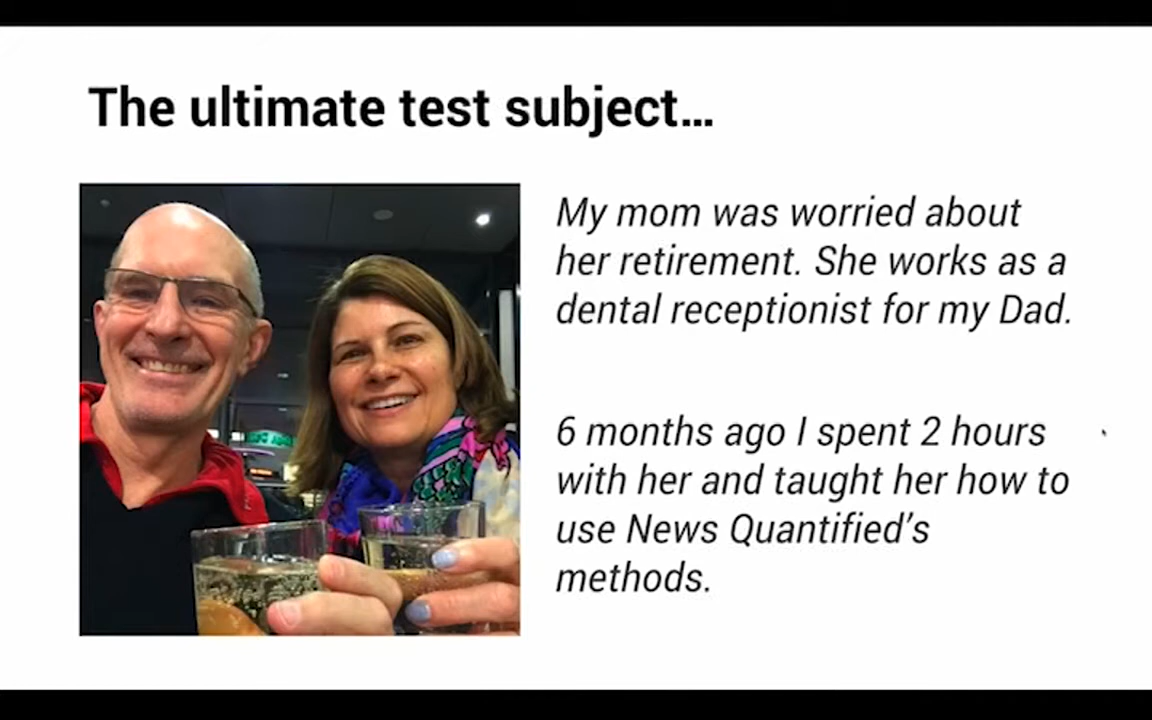 The ultimate test subject…
My mom was worried about
her retirement. She works as a
dental receptionist for my Dad.
6 months ago I spent 2 hours
with her and taught her how to
use News Quantified’s
methods.